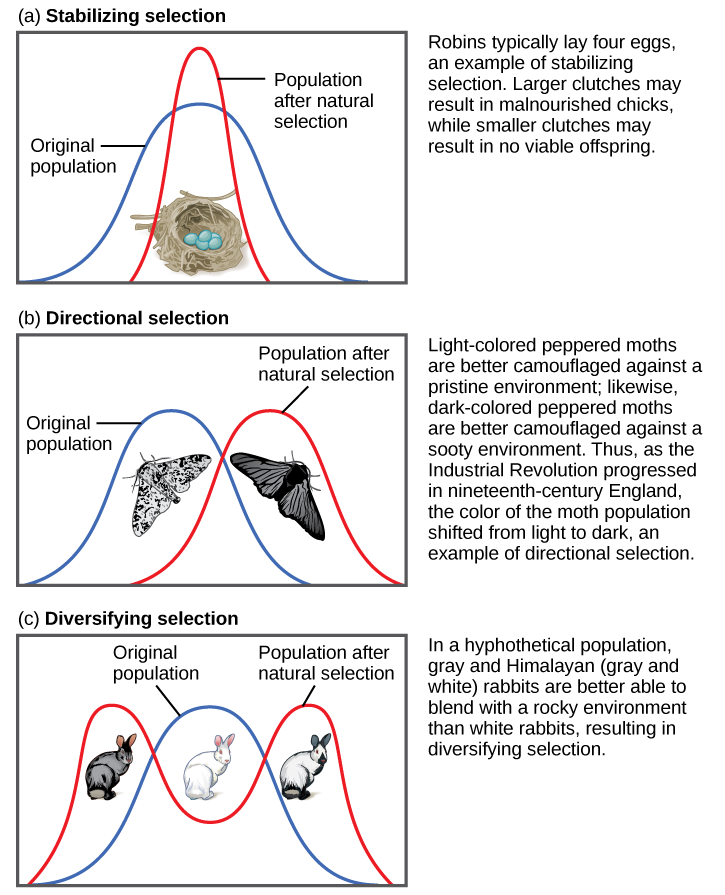 (a) Stabilizing selection
Population
after natural
selection
Original
population
Robins typically lay four eggs,
an example of stabilizing
selection. Larger clutches may
result in malnourished chicks,
while smaller clutches may
result in no viable offspring.
(b) Directional selection
Population after
natural selection
Original
population
Light-colored peppered moths
are better camouflaged against a
pristine environment; likewise,
dark-colored peppered moths
are better camouflaged against a
sooty environment. Thus, as the
Industrial Revolution progressed
in nineteenth-century England,
the color of the moth population
shifted from light to dark, an
example of directional selection.
(c) Diversifying selection
Original
population
Population after
natural selection
In a hyphothetical population,
gray and Himalayan (gray and
white) rabbits are better able to
blend with a rocky environment
than white rabbits, resulting in
diversifying selection.